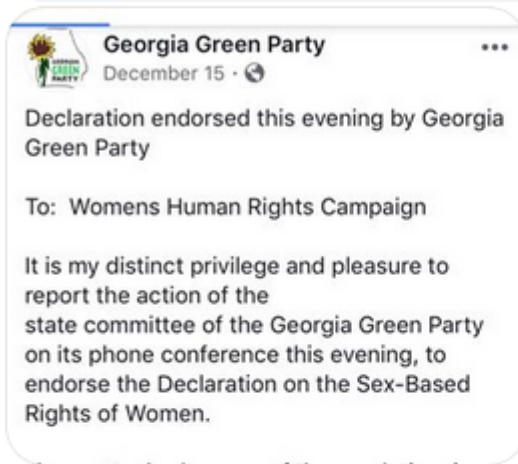 Georgia Green Party
December 15
Declaration endorsed this evening by Georgia
Green Party
To: Womens Human Rights Campaign
It is my distinct privilege and pleasure to
report the action of the
state committee of the Georgia Green Party
on its phone conference this evening, to
endorse the Declaration on the Sex-Based
Rights of Women.